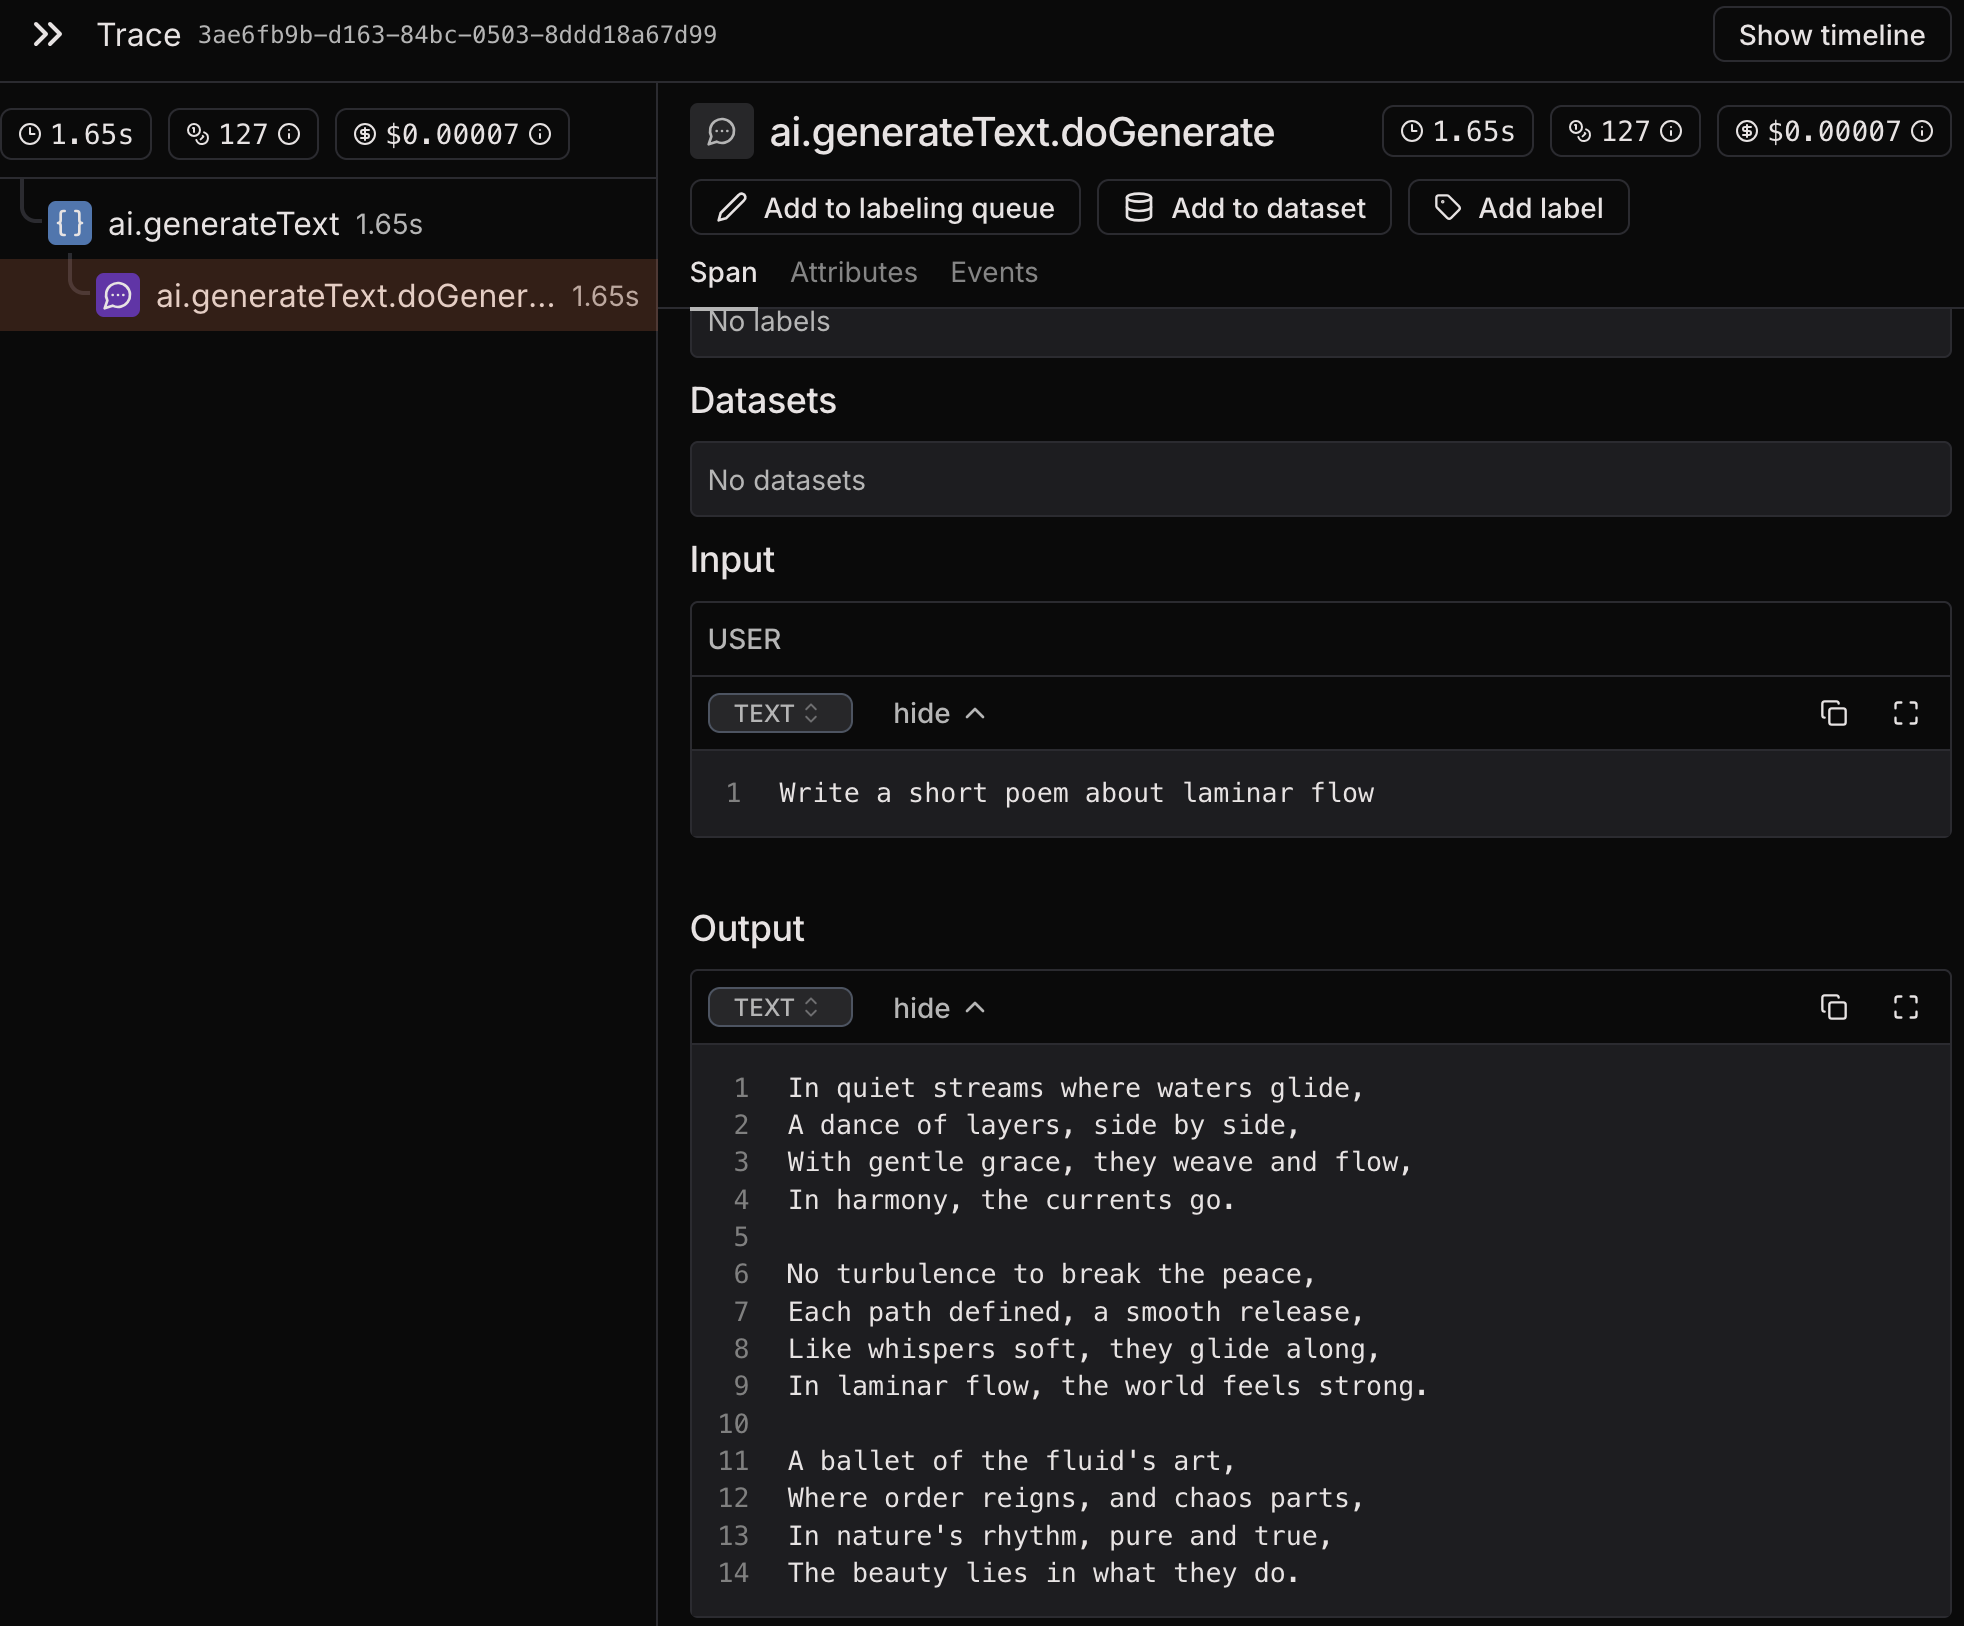 Trace 3ae6fb9b-d163-84bc-0503-8ddd18a67d99
Show timeline
1.65s 127 $0.00007
ai.generateText 1.65s
ai.generateText.doGener... 1.65s
ai.generateText.doGenerate 1.65s 127 $0.00007
Add to labeling queue Add to dataset Add label
Span Attributes Events
No labels
Datasets
No datasets
Input
USER
TEXT hide
1 Write a short poem about laminar flow
Output
TEXT hide
1 In quiet streams where waters glide,
2 A dance of layers, side by side,
3 With gentle grace, they weave and flow,
4 In harmony, the currents go.
5
6 No turbulence to break the peace,
7 Each path defined, a smooth release,
8 Like whispers soft, they glide along,
9 In laminar flow, the world feels strong.
10
11 A ballet of the fluid's art,
12 Where order reigns, and chaos parts,
13 In nature's rhythm, pure and true,
14 The beauty lies in what they do.